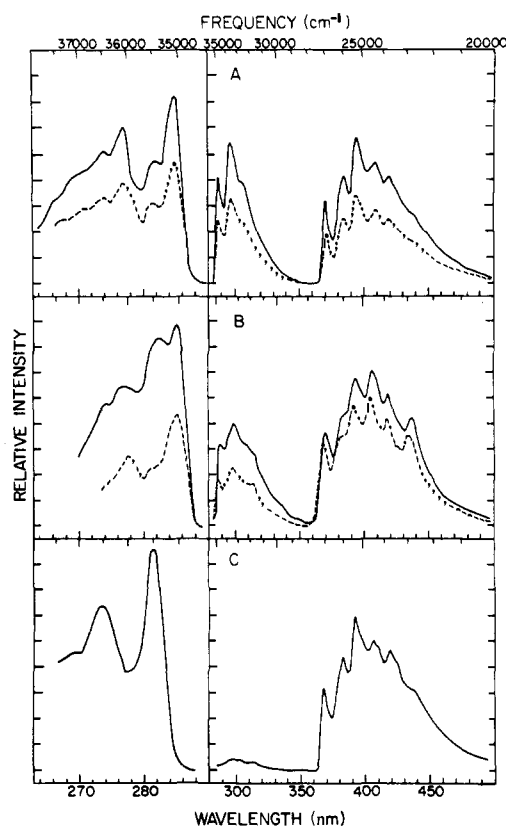 FREQUENCY (cm⁻¹)
37000 36000 35000 35000 30000 28000 25000 20000
A
B
C
RELATIVE INTENSITY
270 280 300 350 400 450
WAVELENGTH (nm)